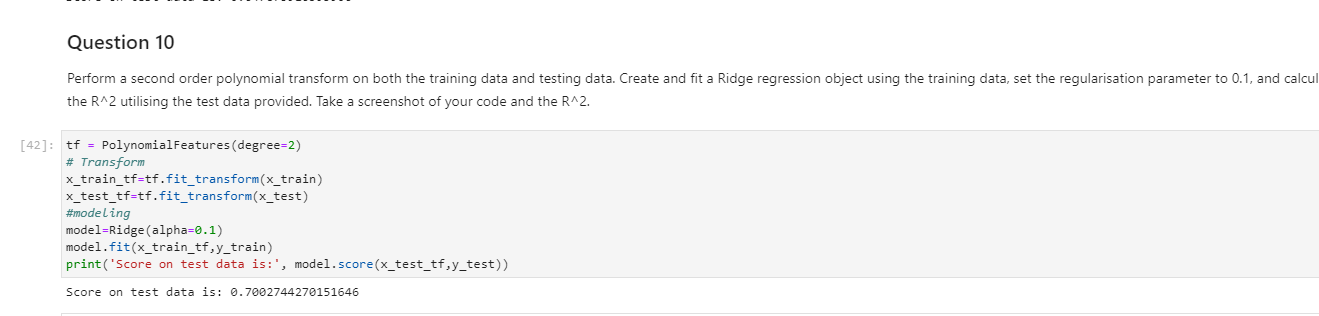 Question 10
Perform a second order polynomial transform on both the training data and testing data. Create and fit a Ridge regression object using the training data, set the regularisation parameter to 0.1, and calcul
the R^2 utilising the test data provided. Take a screenshot of your code and the R^2.
[42]: tf = PolynomialFeatures(degree=2)
# Transform
x_train_tf=tf.fit_transform(x_train)
x_test_tf=tf.fit_transform(x_test)
#modeling
model=Ridge(alpha=0.1)
model.fit(x_train_tf,y_train)
print('Score on test data is:', model.score(x_test_tf,y_test))
Score on test data is: 0.7002744270151646